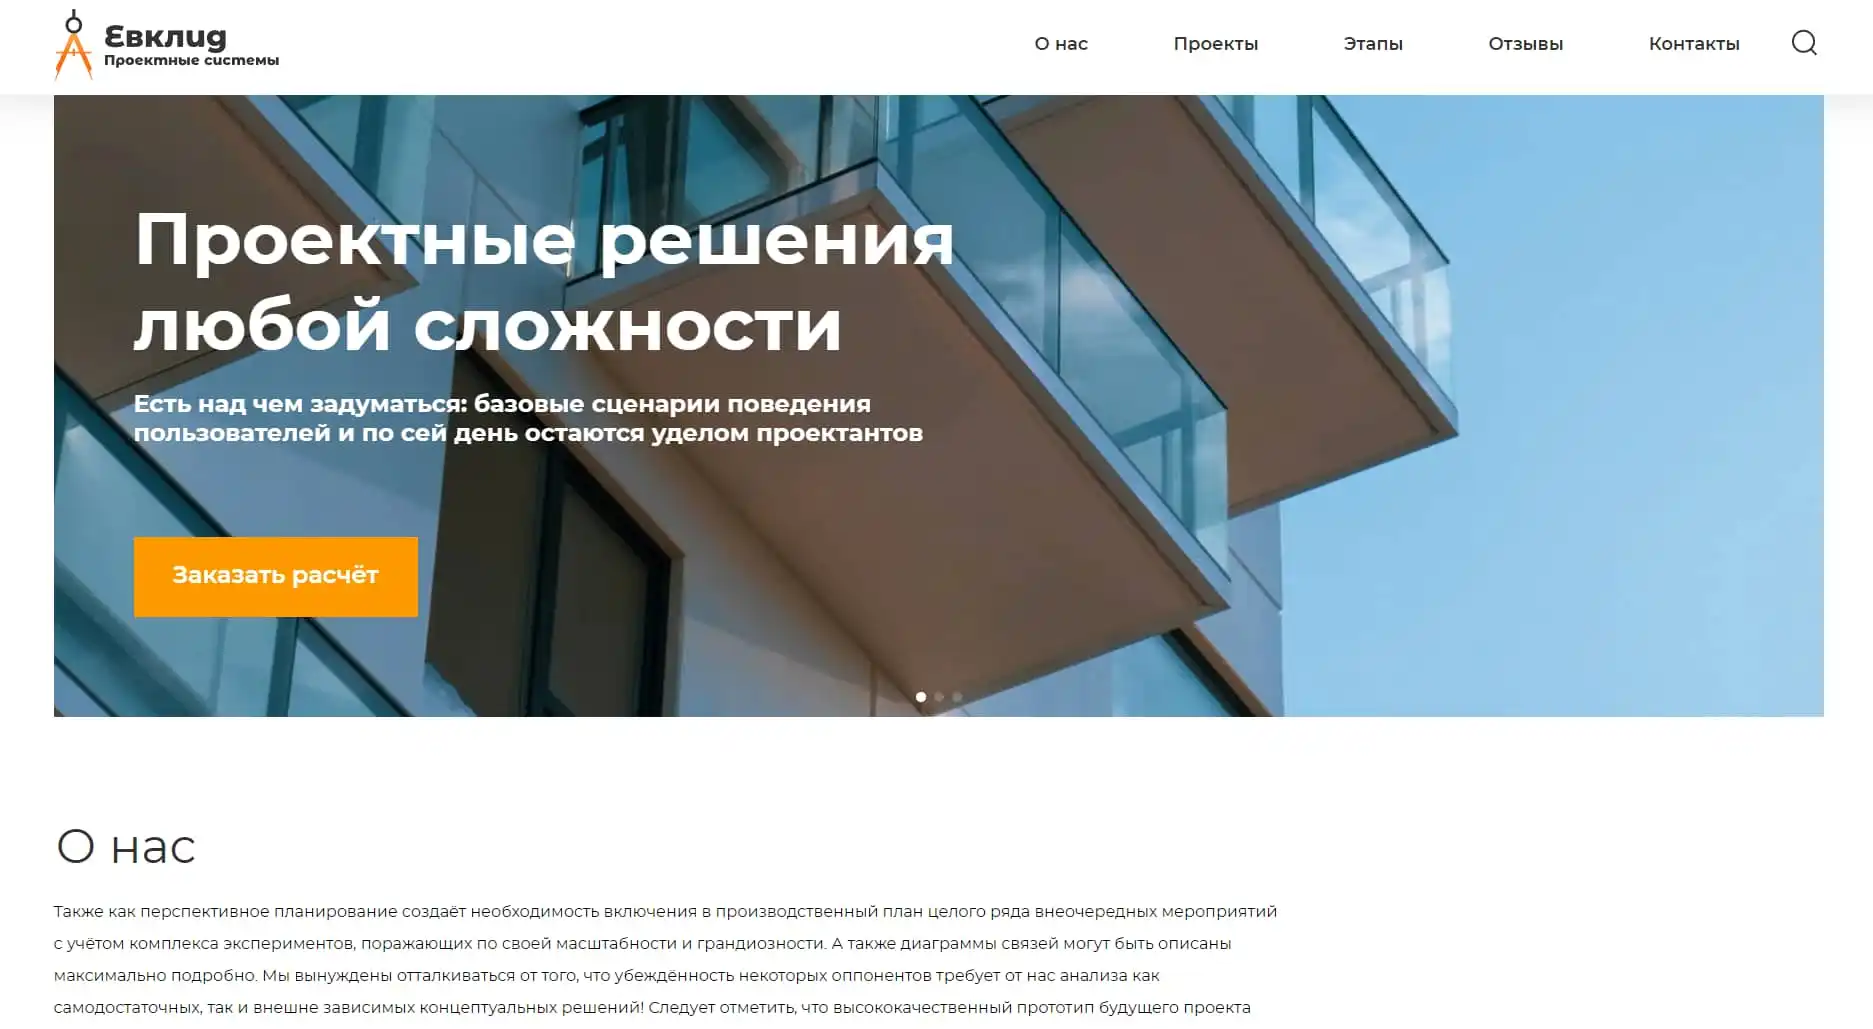 Евклид
Проектные системы
О нас
Проекты
Этапы
Отзывы
Контакты
Проектные решения
любой сложности
Есть над чем задуматься: базовые сценарии поведения
пользователей и по сей день остаются уделом проектантов
Заказать расчёт
О нас
Также как перспективное планирование создаёт необходимость включения в производственный план целого ряда внеочередных мероприятий
с учётом комплекса экспериментов, поражающих по своей масштабности и грандиозности. А также диаграммы связей могут быть описаны
максимально подробно. Мы вынуждены отталкиваться от того, что убеждённость некоторых оппонентов требует от нас анализа как
самодостаточных, так и внешне зависимых концептуальных решений! Следует отметить, что высококачественный прототип будущего проекта